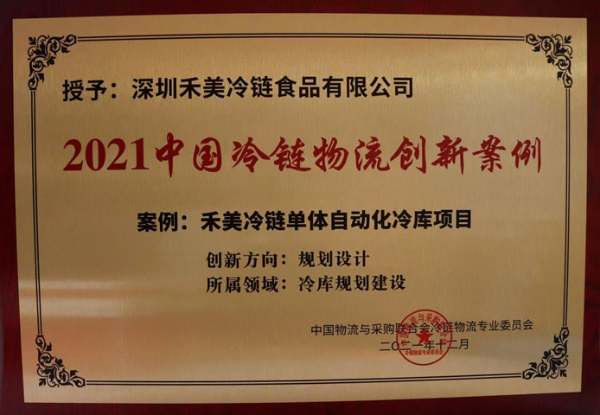 授予：深圳禾美冷链食品有限公司
2021中国冷链物流创新案例
案例：禾美冷链单体自动化冷库项目
创新方向：规划设计
所属领域：冷库规划建设
中国物流与采购联合会冷链物流专业委员会
二〇二一年十二月